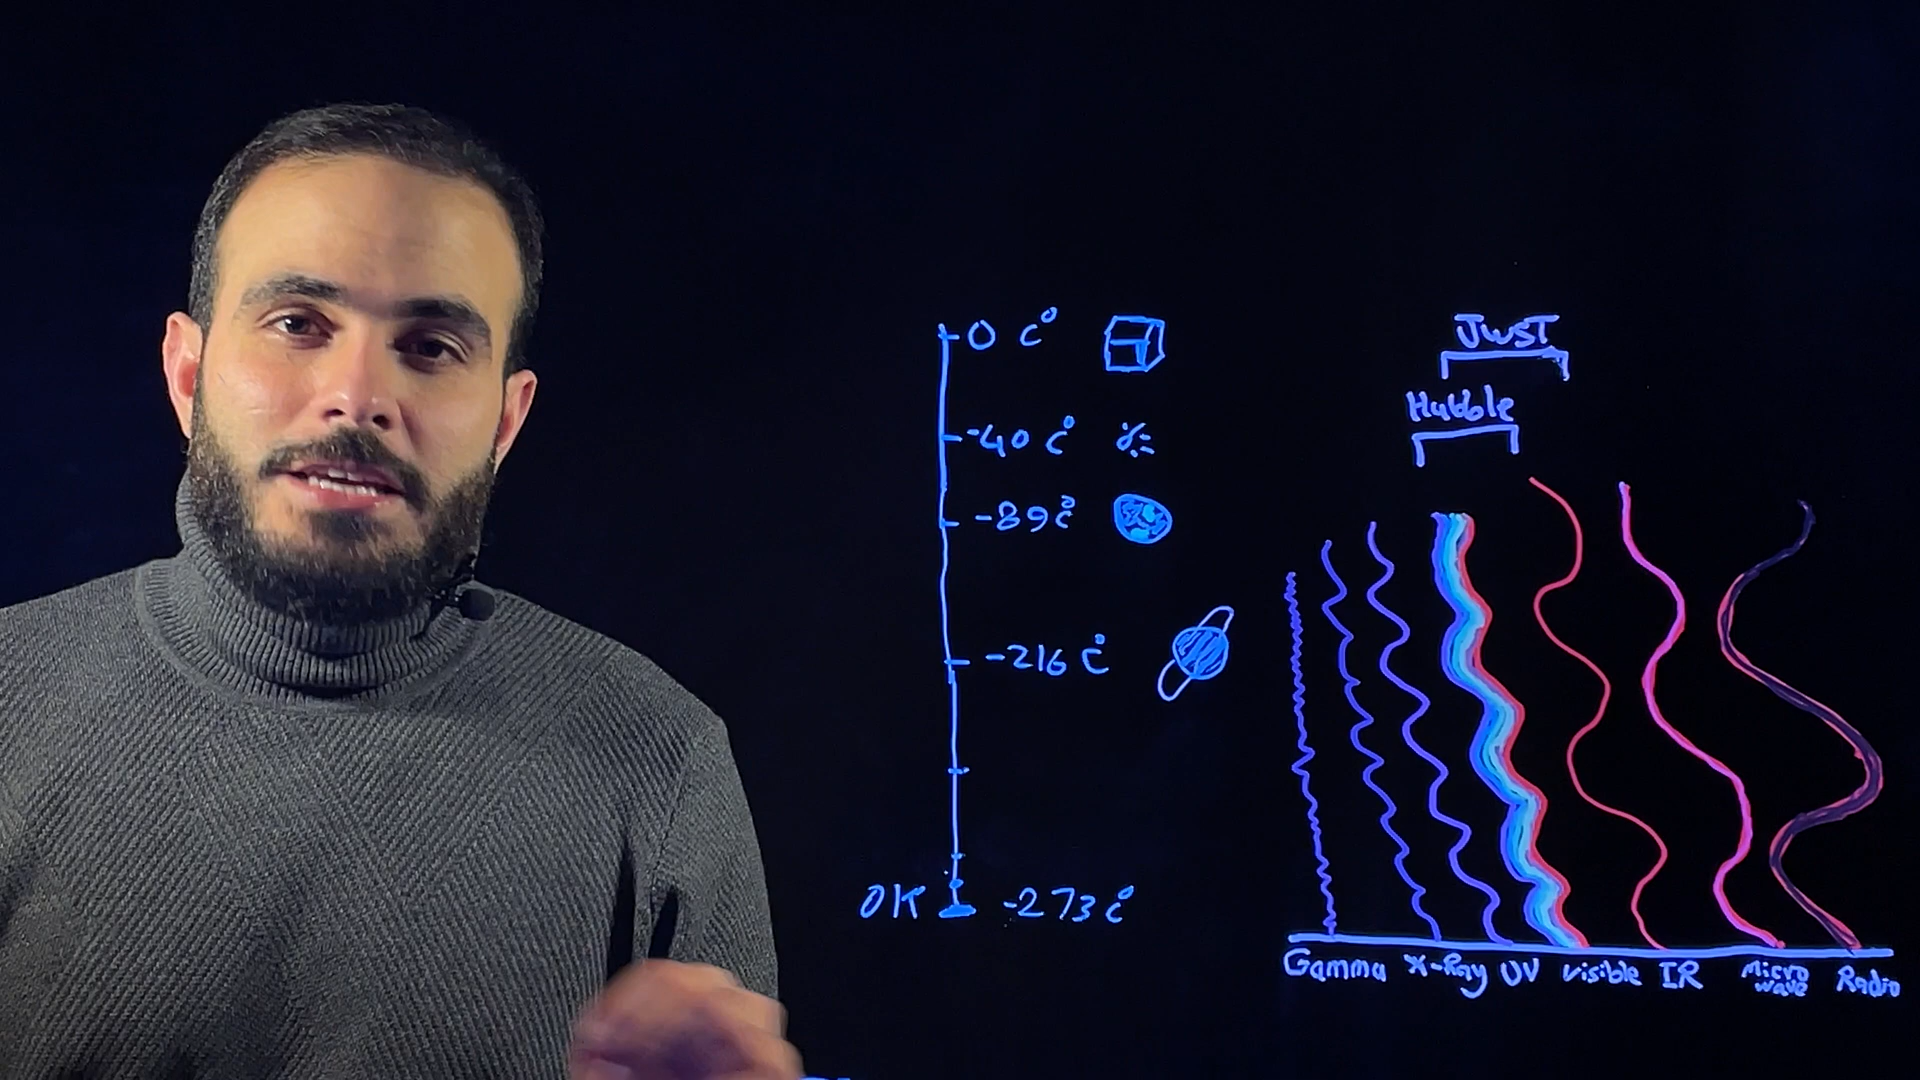 0 C°
-40 C°
-89 C°
-216 C°
0K -273 C°
JWST
Hubble
Gamma X-Ray UV visible IR Micro wave Radio